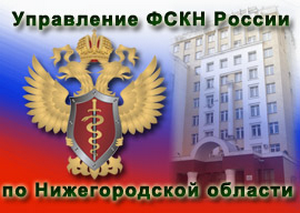 Управление ФСКН России
по Нижегородской области